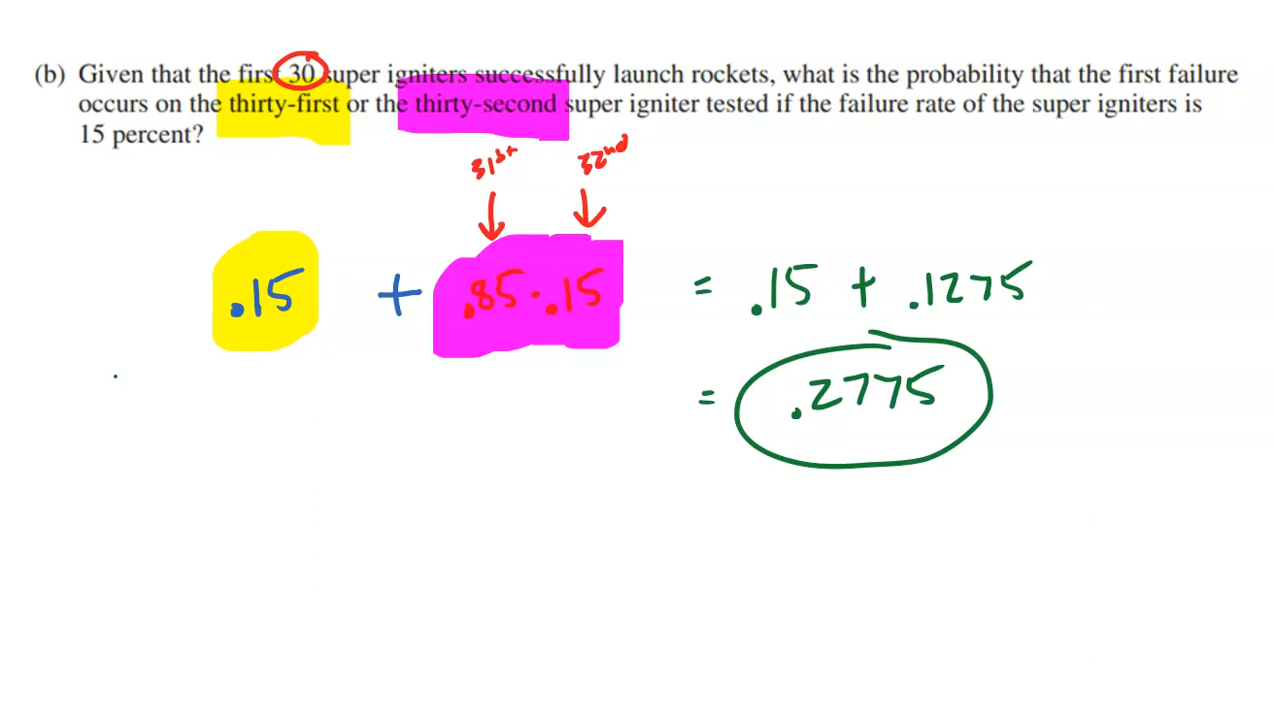 (b) Given that the first 30 super igniters successfully launch rockets, what is the probability that the first failure
occurs on the thirty-first or the thirty-second super igniter tested if the failure rate of the super igniters is
15 percent?
31st 32nd
.15 + .85 · .15 = .15 + .1275
= .2775